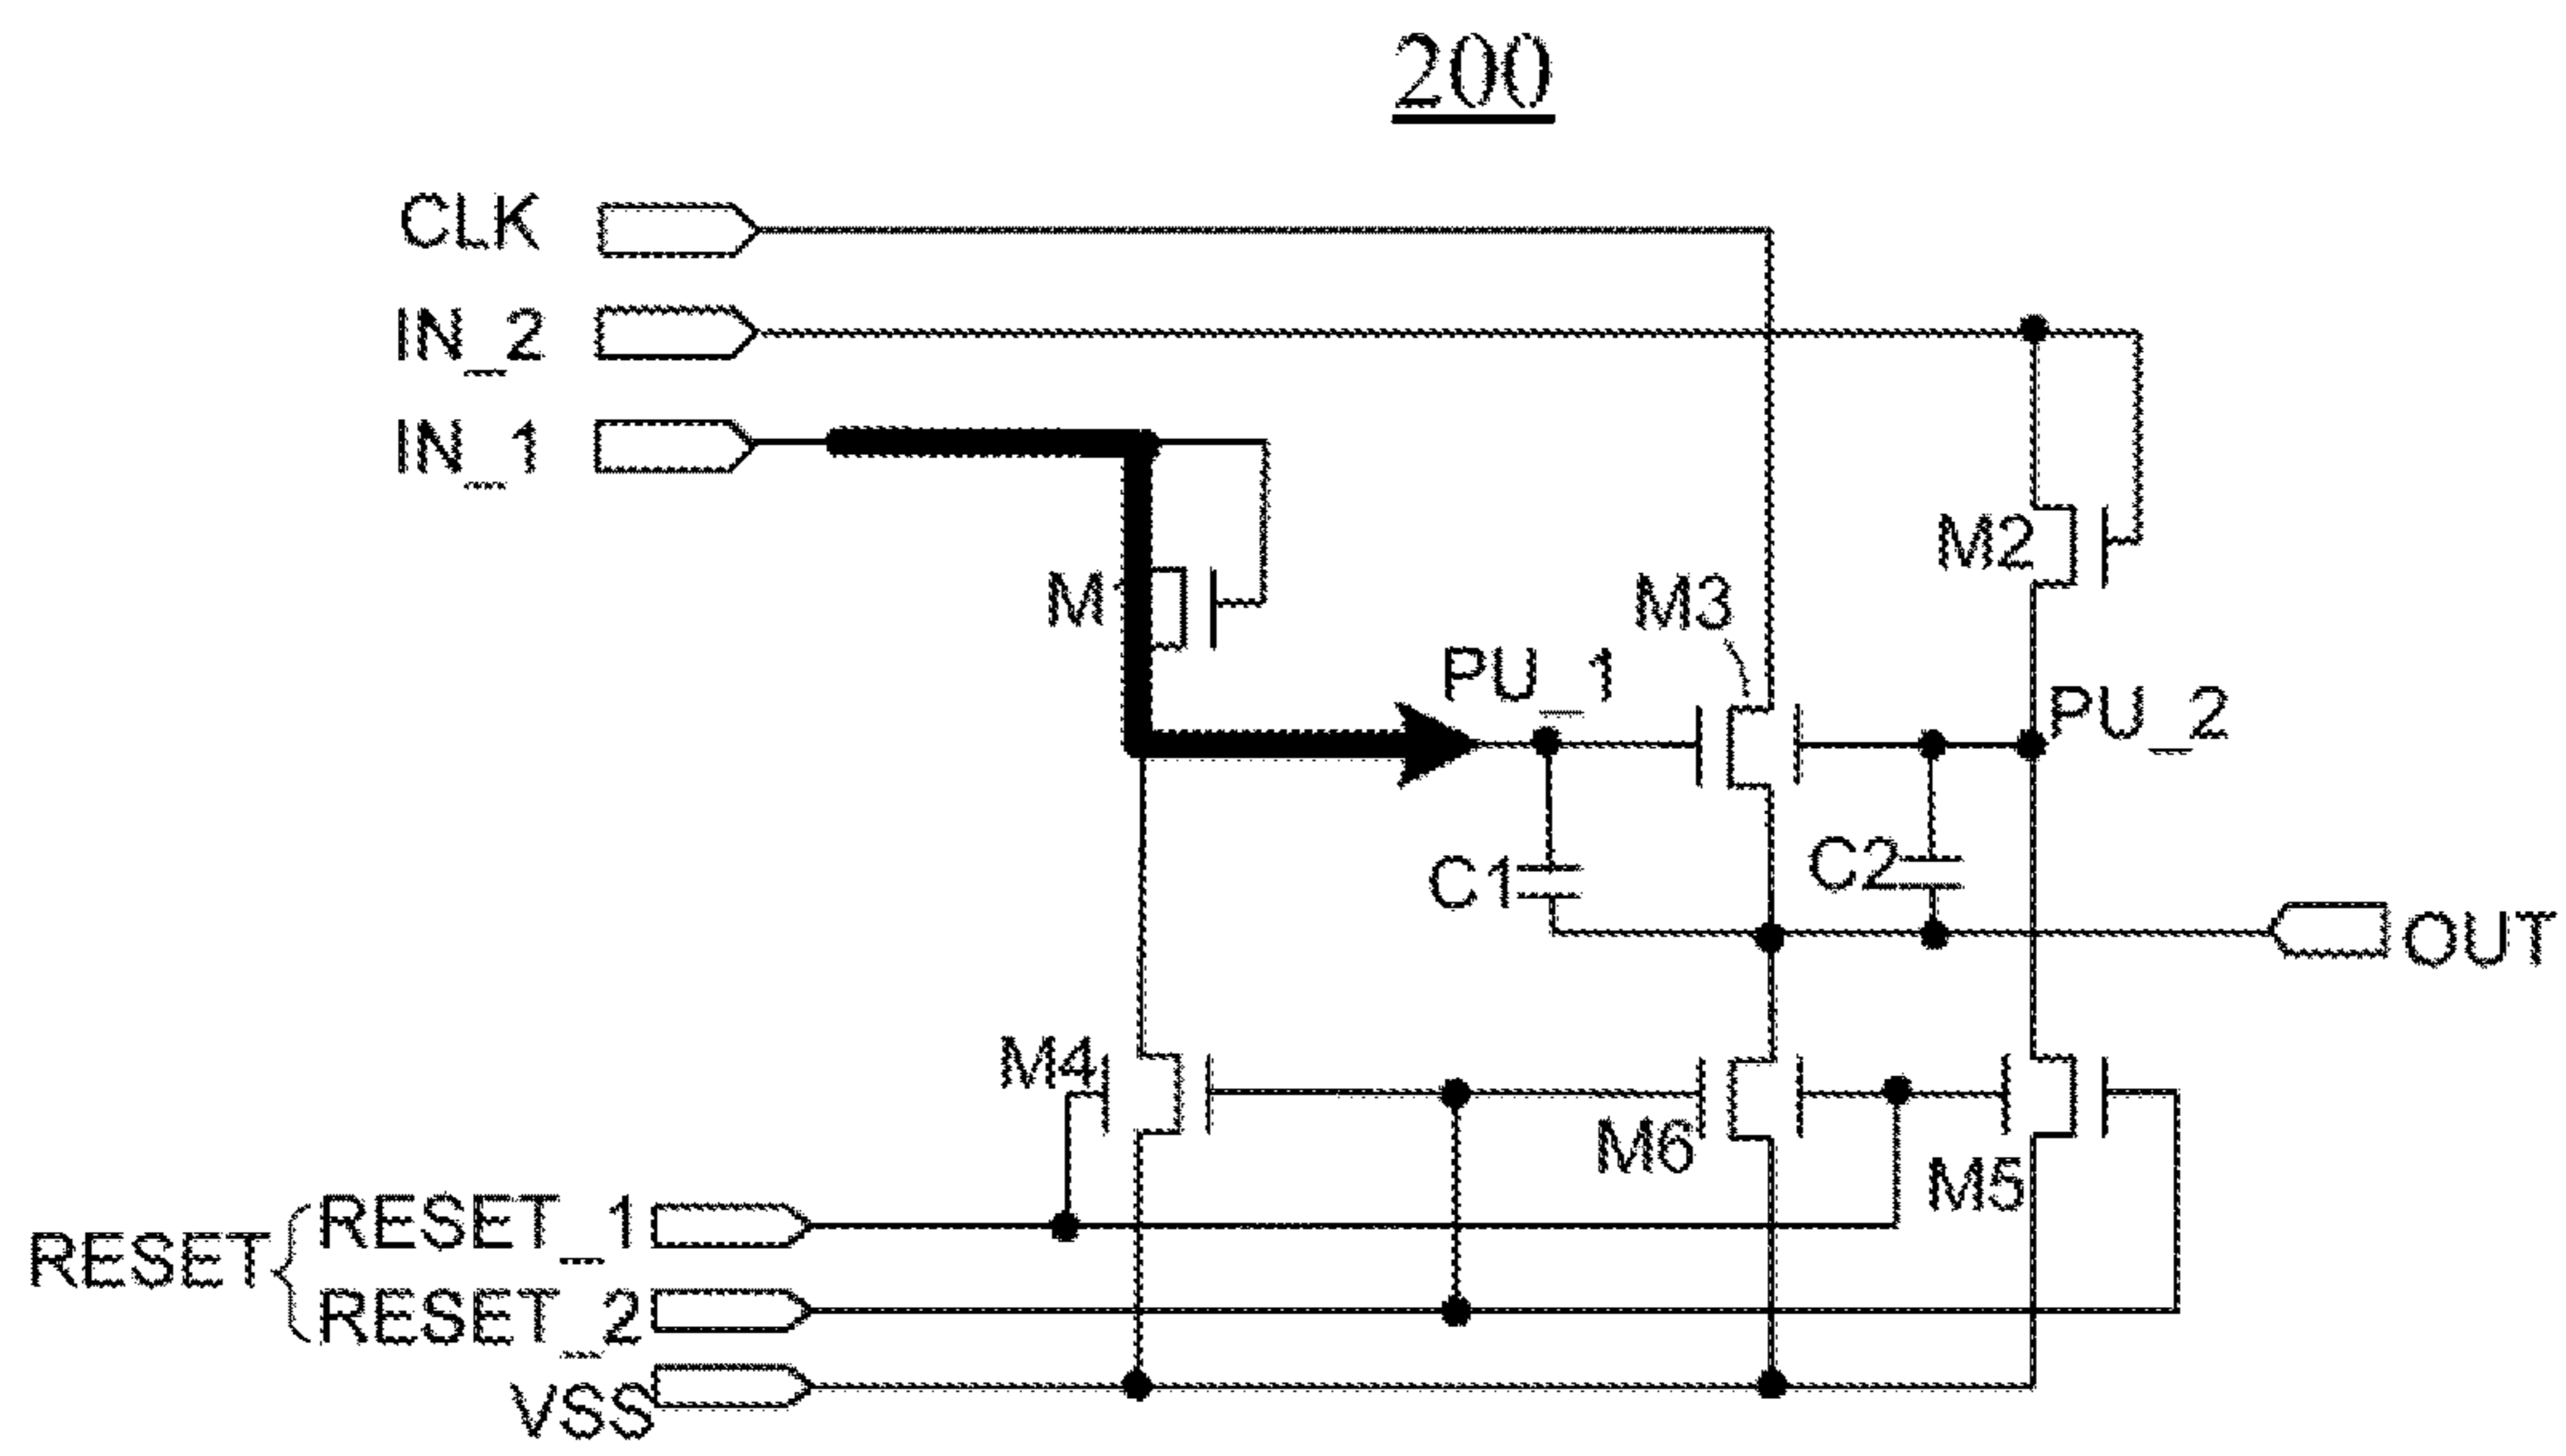 200
CLK
IN_2
IN_1
M1
M2
M3
PU_1
PU_2
C1
C2
OUT
M4
M6
M5
RESET
RESET_1
RESET_2
VSS